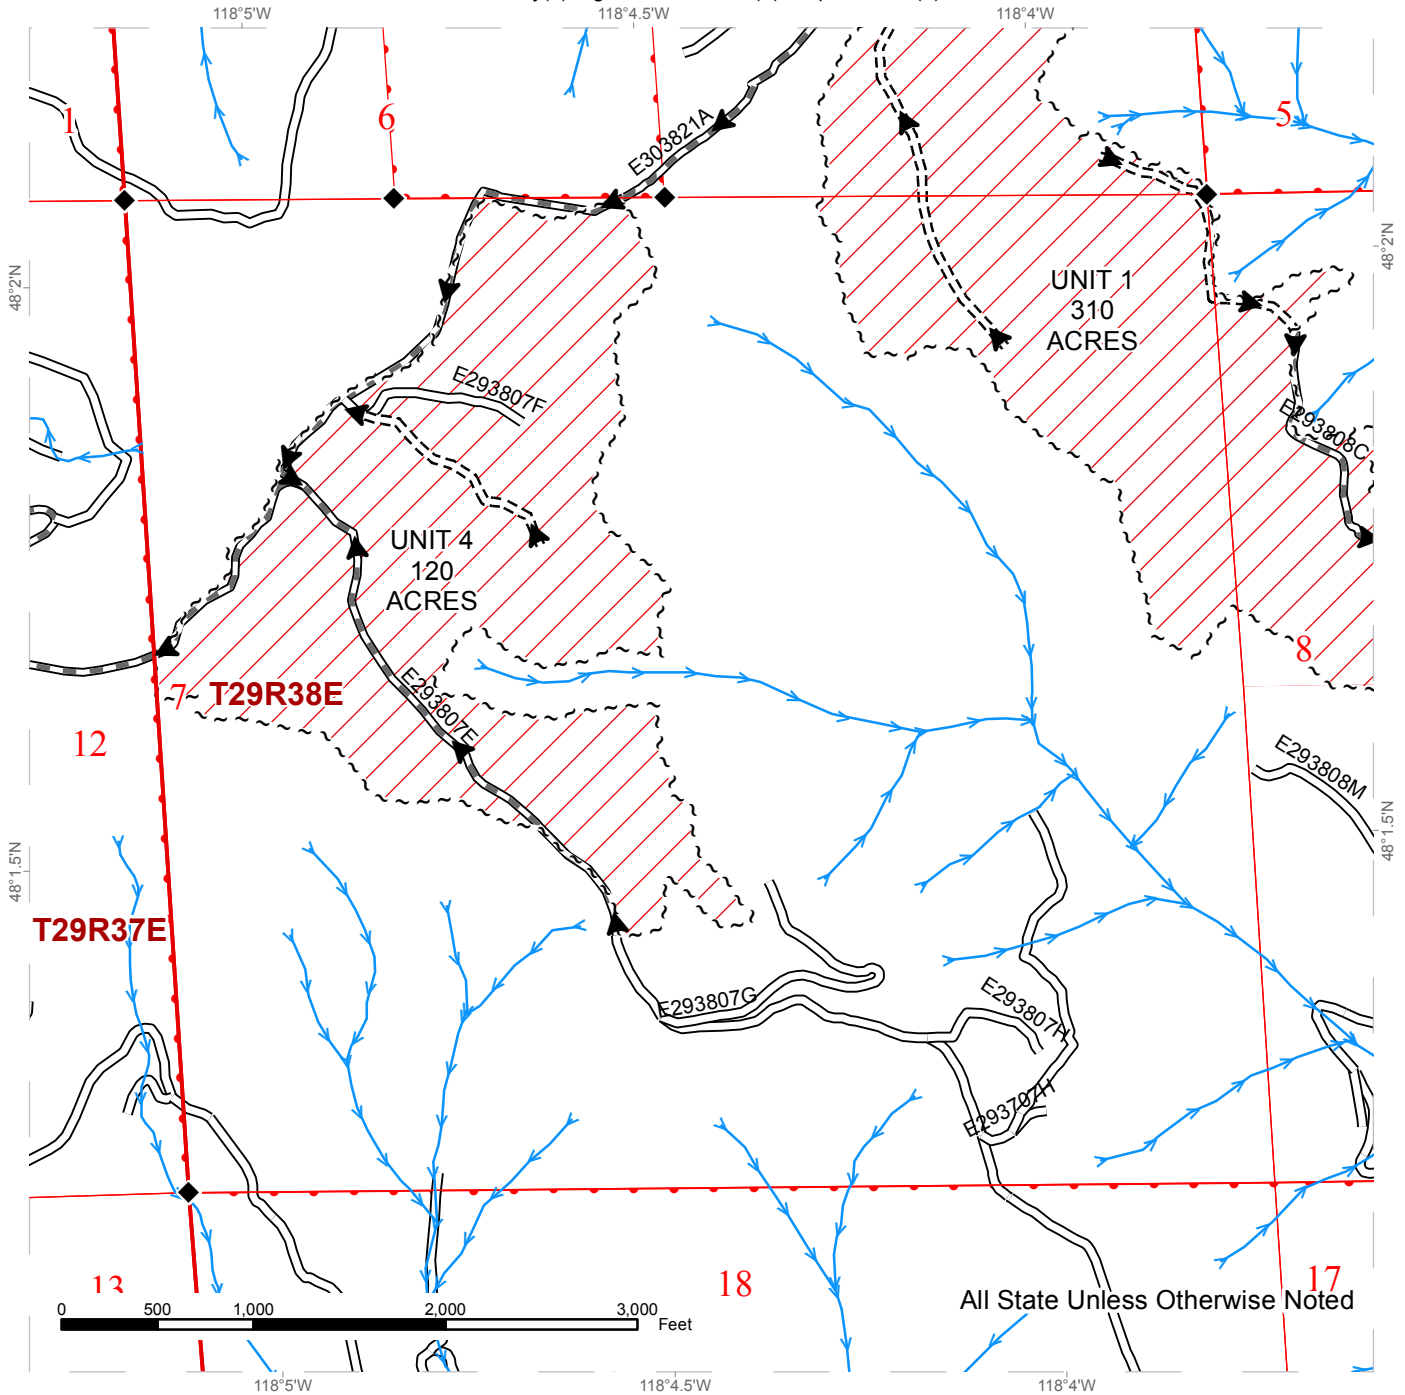 118°5'W
118°4.5'W
118°4'W
1
6
5
E303821A
48°2'N
48°2'N
UNIT 1
310
ACRES
E293807F
E293808C
UNIT 4
120
ACRES
8
7
T29R38E
E293807E
12
E293808M
48°1.5'N
48°1.5'N
T29R37E
E293807G
E293807H
E293707H
13
18
17
All State Unless Otherwise Noted
0 500 1,000 2,000 3,000
Feet
118°5'W
118°4.5'W
118°4'W